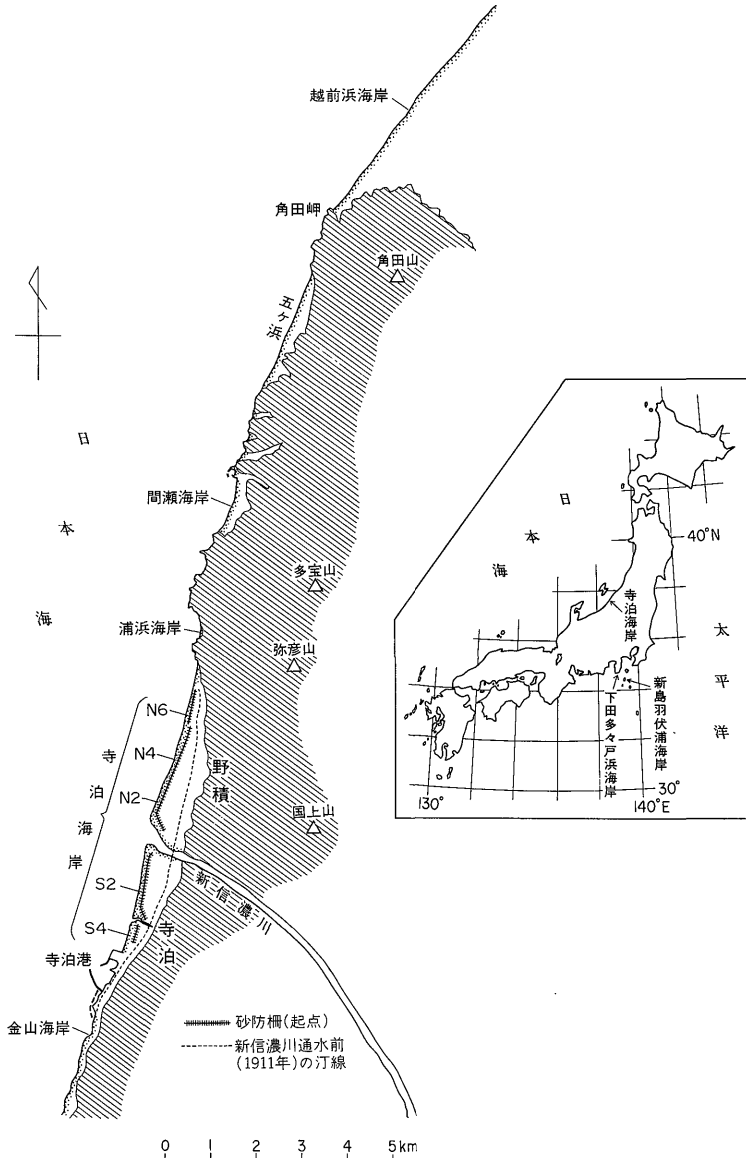 越前浜海岸
角田岬
角田山
五ヶ浜
日本海
間瀬海岸
多宝山
浦浜海岸
弥彦山
N6
N4
N2
寺泊海岸
野積
国上山
S2
S4
新信濃川
寺泊
寺泊港
金山海岸
砂防柵(起点)
新信濃川通水前
(1911年)の汀線
0 1 2 3 4 5km
日本海
40°N
寺泊海岸
太平洋
新島羽伏浦海岸
下田多々戸浜海岸
30°
130°
140°E